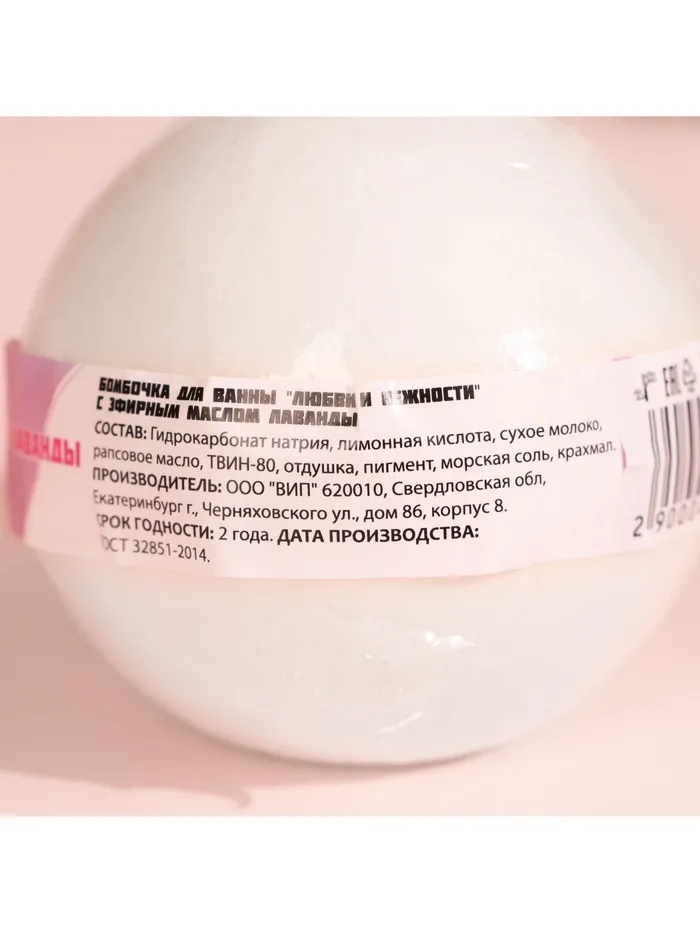 БОМБОЧКА ДЛЯ ВАННЫ "ЛЮБВИ И НЕЖНОСТИ"
С ЭФИРНЫМ МАСЛОМ ЛАВАНДЫ
СОСТАВ: Гидрокарбонат натрия, лимонная кислота, сухое молоко,
рапсовое масло, ТВИН-80, отдушка, пигмент, морская соль, крахмал.
ПРОИЗВОДИТЕЛЬ: ООО "ВИП" 620010, Свердловская обл,
Екатеринбург г., Черняховского ул., дом 86, корпус 8.
СРОК ГОДНОСТИ: 2 года. ДАТА ПРОИЗВОДСТВА:
ГОСТ 32851-2014.
ЛАВАНДЫ
EAC